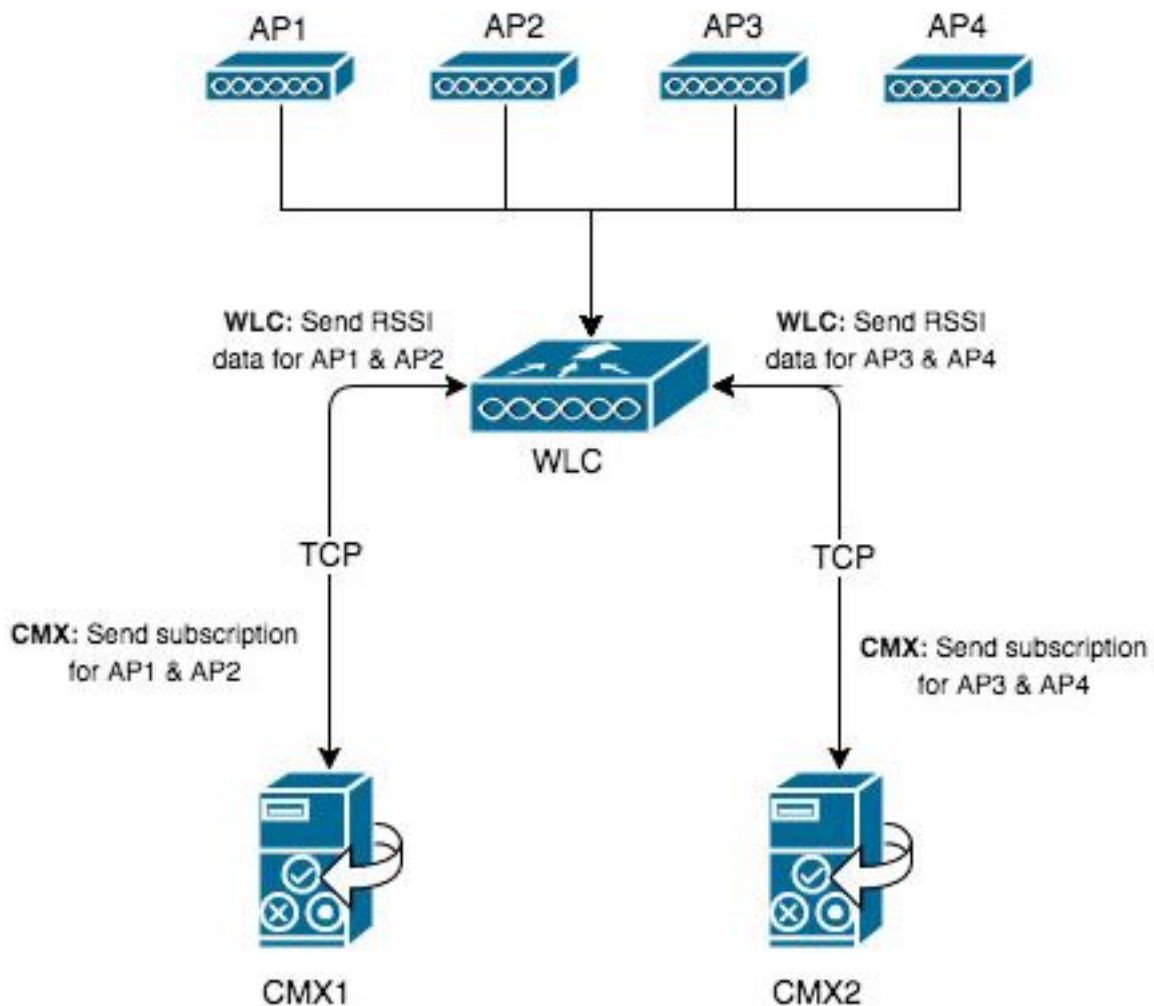 AP1
AP2
AP3
AP4
WLC: Send RSSI
data for AP1 & AP2
WLC: Send RSSI
data for AP3 & AP4
WLC
TCP
TCP
CMX: Send subscription
for AP1 & AP2
CMX: Send subscription
for AP3 & AP4
CMX1
CMX2